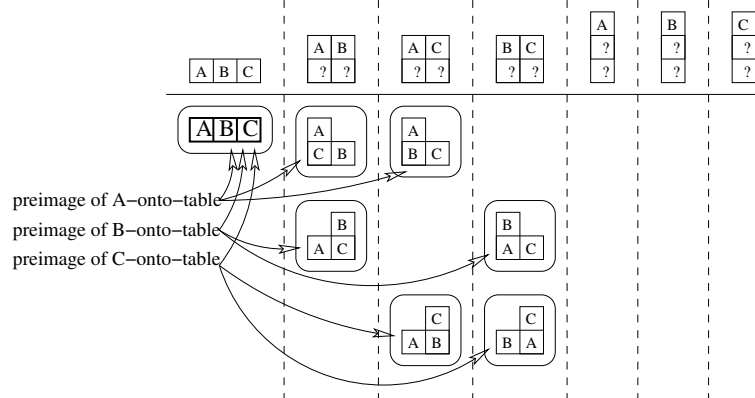 A B C
A B
? ?
A C
? ?
B C
? ?
A
?
?
B
?
?
C
?
?
A B C
A
C B
A
B C
preimage of A-onto-table
preimage of B-onto-table
preimage of C-onto-table
B
A C
B
A C
C
A B
C
B A